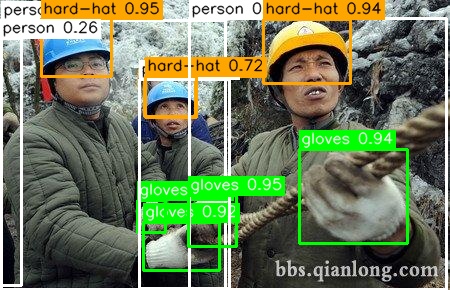 person 0.26
hard-hat 0.95
person 0
hard-hat 0.94
hard-hat 0.72
gloves 0.94
gloves
gloves 0.95
gloves 0.92
bbs.qianlong.com